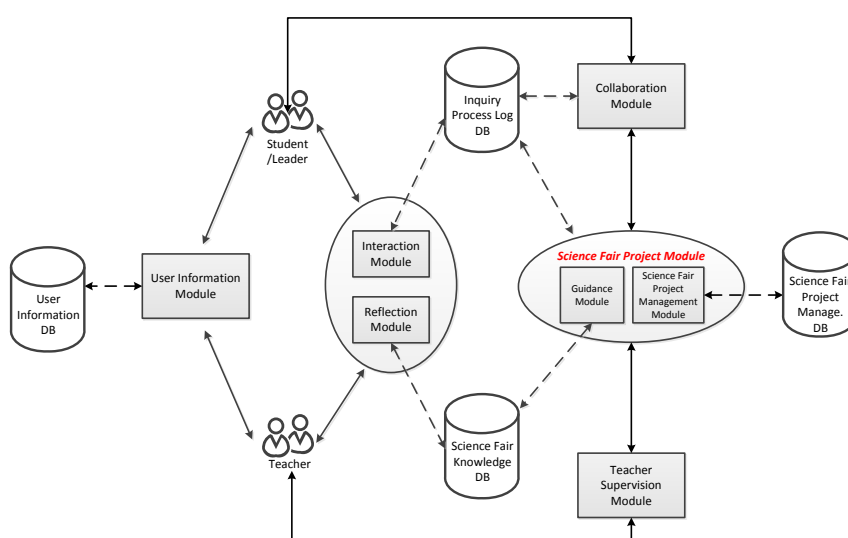 Collaboration
Module
Inquiry
Process Log
DB
Student
/Leader
Interaction
Module
Science Fair Project Module
User Information
Module
User
Information
DB
Guidance
Module
Science Fair
Project
Management
Module
Science Fair
Project
Manage.
DB
Reflection
Module
Science Fair
Knowledge
DB
Teacher
Teacher
Supervision
Module